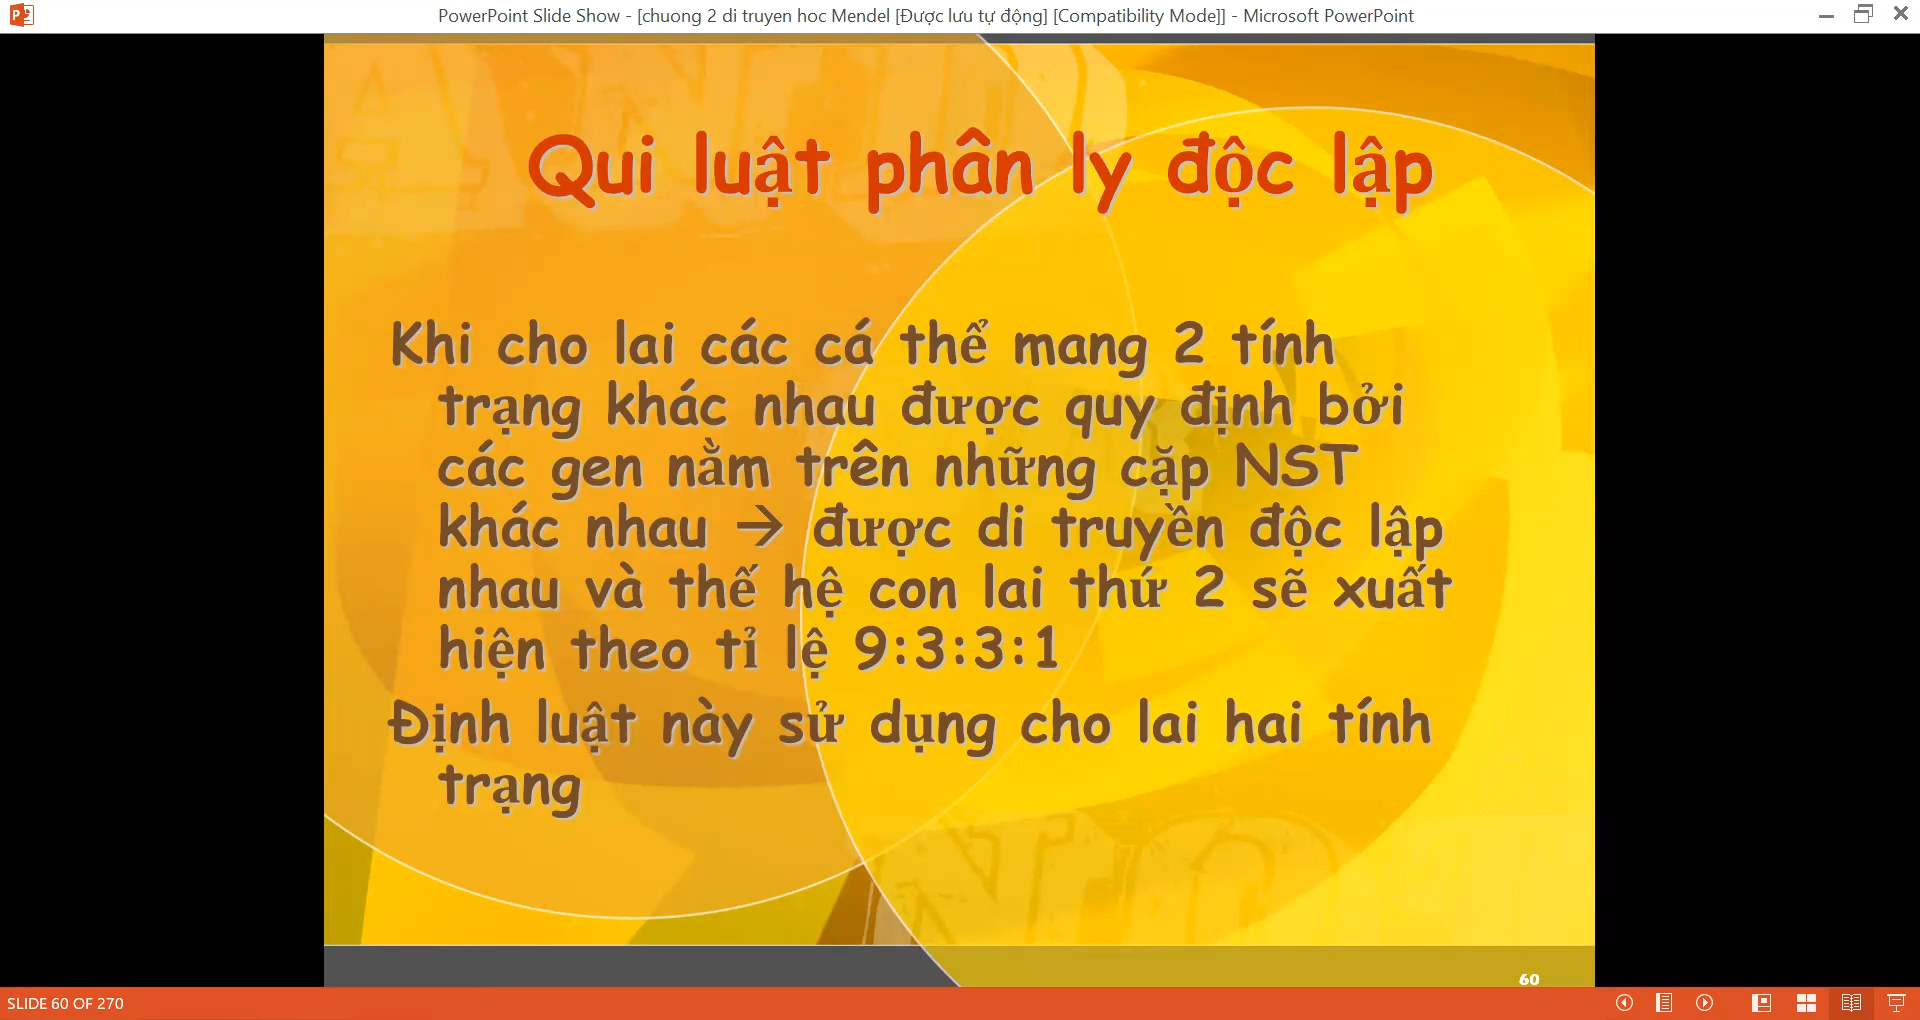 PowerPoint Slide Show - [chuong 2 di truyen hoc Mendel [Được lưu tự động] [Compatibility Mode]] - Microsoft PowerPoint
Qui luật phân ly độc lập
Khi cho lai các cá thể mang 2 tính
trạng khác nhau được quy định bởi
các gen nằm trên những cặp NST
khác nhau → được di truyền độc lập
nhau và thế hệ con lai thứ 2 sẽ xuất
hiện theo tỉ lệ 9:3:3:1
Định luật này sử dụng cho lai hai tính
trạng
60
SLIDE 60 OF 270